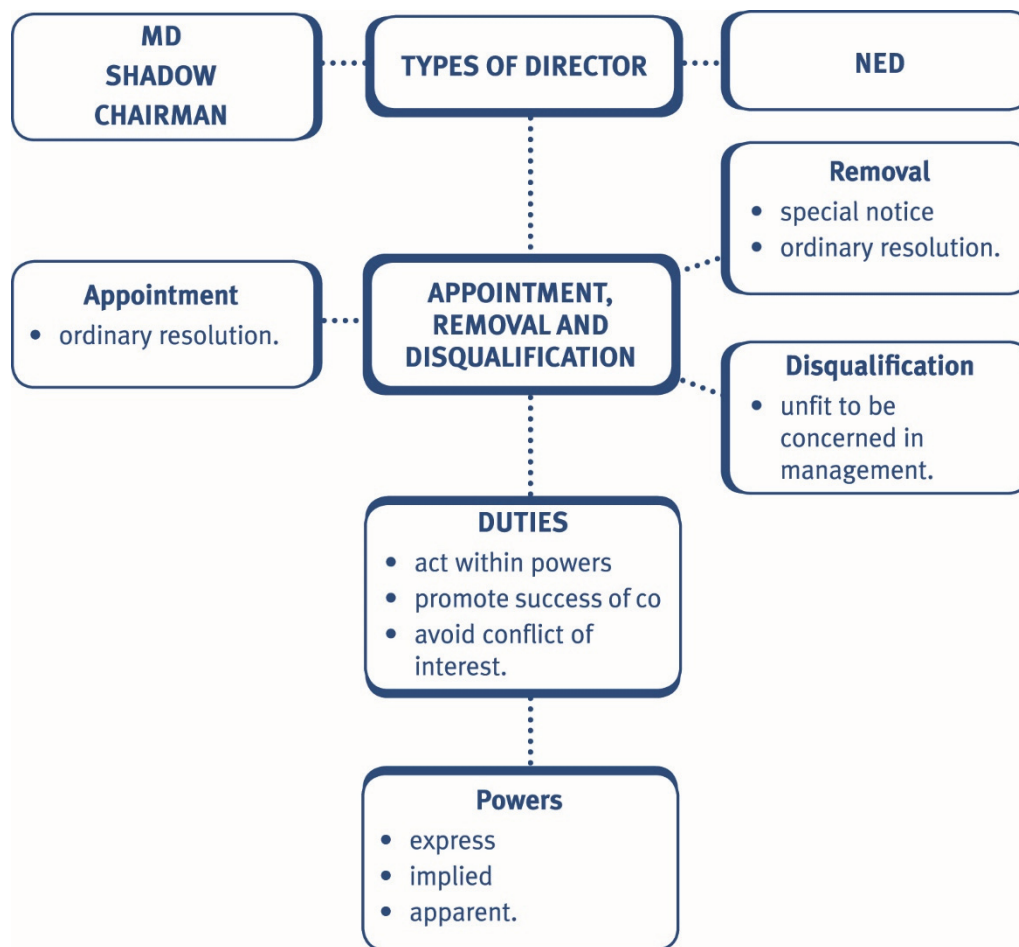 MD
SHADOW
CHAIRMAN
TYPES OF DIRECTOR
NED
Removal
• special notice
• ordinary resolution.
Appointment
• ordinary resolution.
APPOINTMENT,
REMOVAL AND
DISQUALIFICATION
Disqualification
• unfit to be
concerned in
management.
DUTIES
• act within powers
• promote success of co
• avoid conflict of
interest.
Powers
• express
• implied
• apparent.